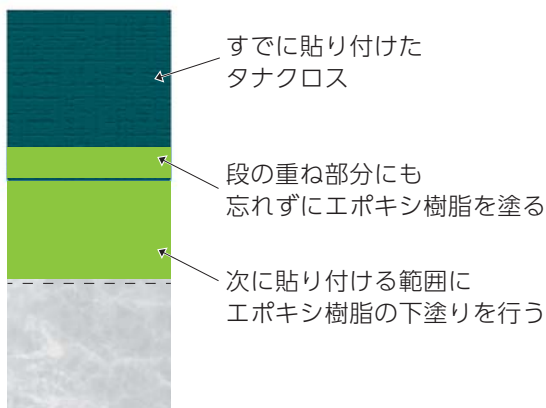 すでに貼り付けた
タナクロス
段の重ね部分にも
忘れずにエポキシ樹脂を塗る
次に貼り付ける範囲に
エポキシ樹脂の下塗りを行う